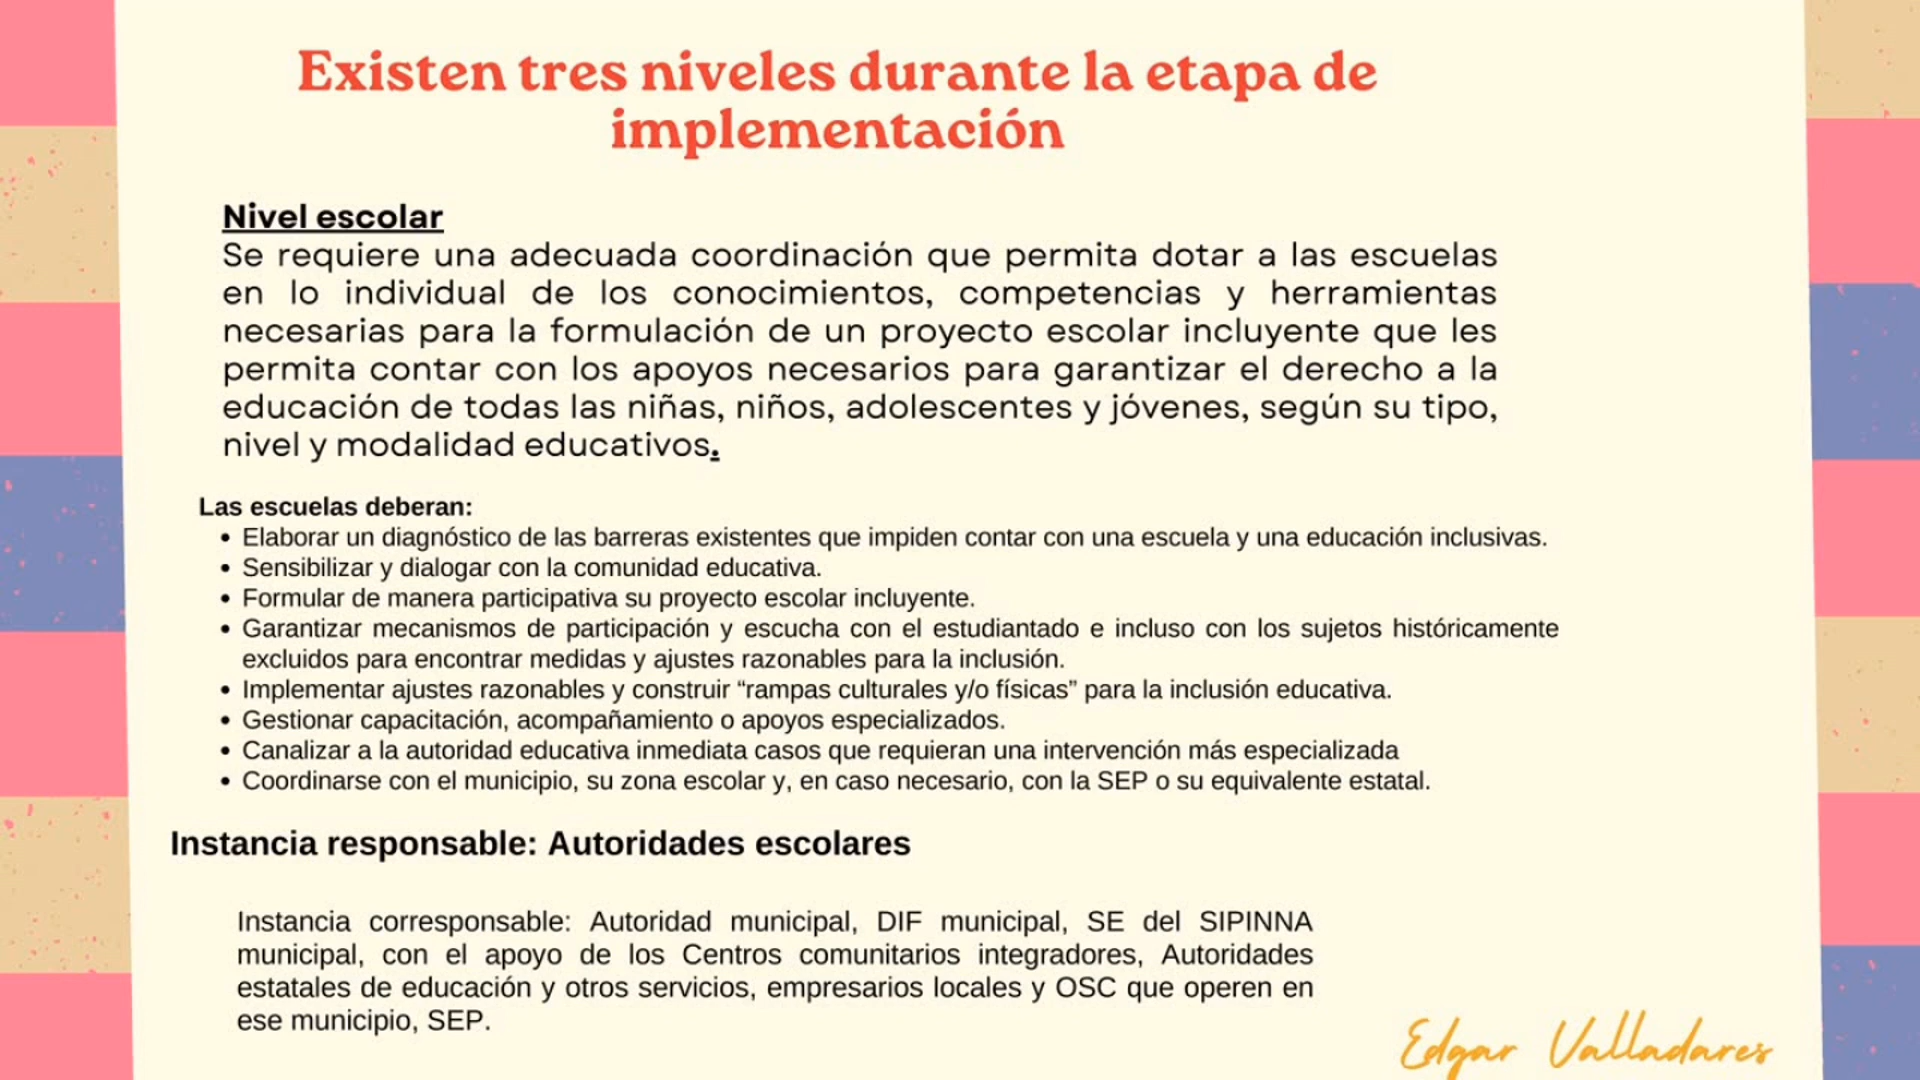 Existen tres niveles durante la etapa de
implementación
Nivel escolar
Se requiere una adecuada coordinación que permita dotar a las escuelas
en lo individual de los conocimientos, competencias y herramientas
necesarias para la formulación de un proyecto escolar incluyente que les
permita contar con los apoyos necesarios para garantizar el derecho a la
educación de todas las niñas, niños, adolescentes y jóvenes, según su tipo,
nivel y modalidad educativos.
Las escuelas deberan:
• Elaborar un diagnóstico de las barreras existentes que impiden contar con una escuela y una educación inclusivas.
• Sensibilizar y dialogar con la comunidad educativa.
• Formular de manera participativa su proyecto escolar incluyente.
• Garantizar mecanismos de participación y escucha con el estudiantado e incluso con los sujetos históricamente
excluidos para encontrar medidas y ajustes razonables para la inclusión.
• Implementar ajustes razonables y construir “rampas culturales y/o físicas” para la inclusión educativa.
• Gestionar capacitación, acompañamiento o apoyos especializados.
• Canalizar a la autoridad educativa inmediata casos que requieran una intervención más especializada
• Coordinarse con el municipio, su zona escolar y, en caso necesario, con la SEP o su equivalente estatal.
Instancia responsable: Autoridades escolares
Instancia corresponsable: Autoridad municipal, DIF municipal, SE del SIPINNA
municipal, con el apoyo de los Centros comunitarios integradores, Autoridades
estatales de educación y otros servicios, empresarios locales y OSC que operen en
ese municipio, SEP.
Edgar Valladares